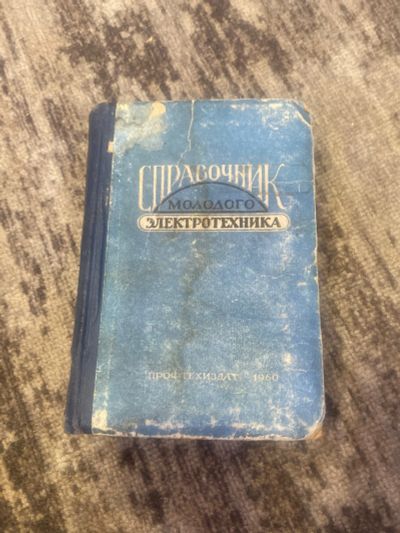 СПРАВОЧНИК
МОЛОДОГО
ЭЛЕКТРОТЕХНИКА
ПРОФТЕХИЗДАТ 1960